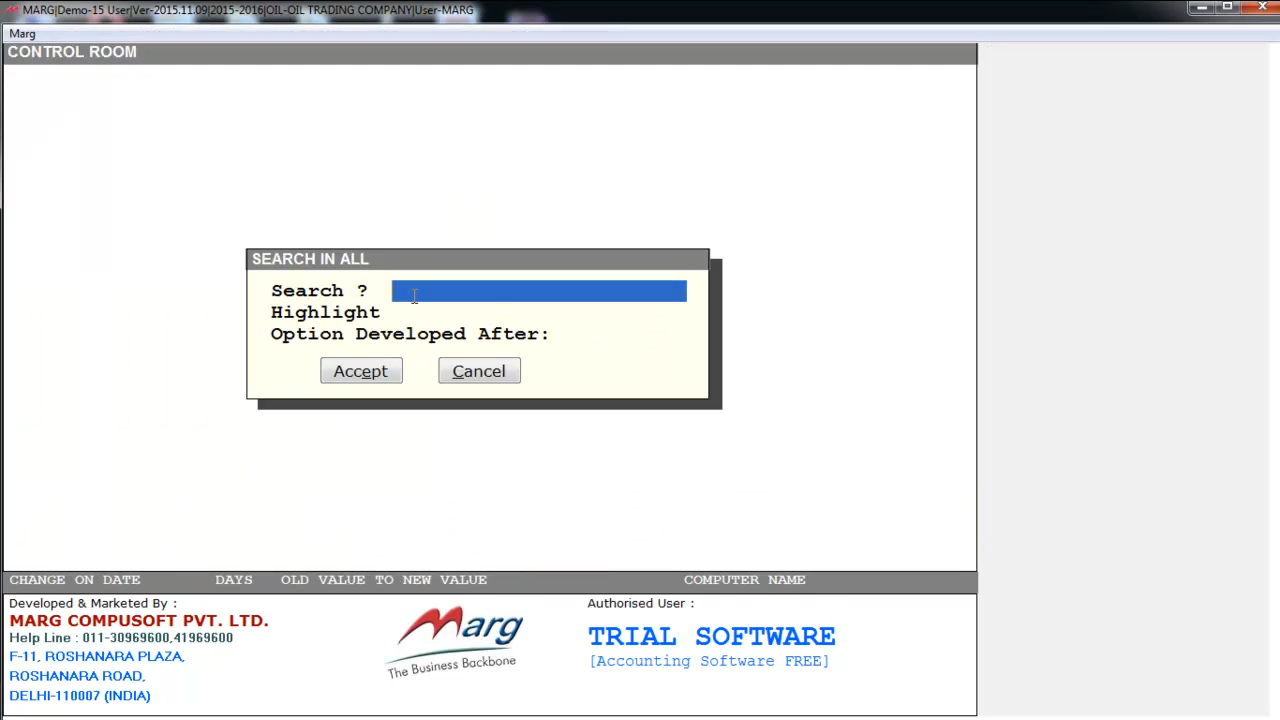 MARG|Demo-15 User|Ver-2015.11.09|2015-2016|OIL-OIL TRADING COMPANY|User-MARG
Marg
CONTROL ROOM
SEARCH IN ALL
Search ?
Highlight
Option Developed After:
Accept Cancel
CHANGE ON DATE DAYS OLD VALUE TO NEW VALUE COMPUTER NAME
Developed & Marketed By :
MARG COMPUSOFT PVT. LTD.
Help Line : 011-30969600,41969600
F-11, ROSHANARA PLAZA,
ROSHANARA ROAD,
DELHI-110007 (INDIA)
Marg
The Business Backbone
Authorised User :
TRIAL SOFTWARE
[Accounting Software FREE]